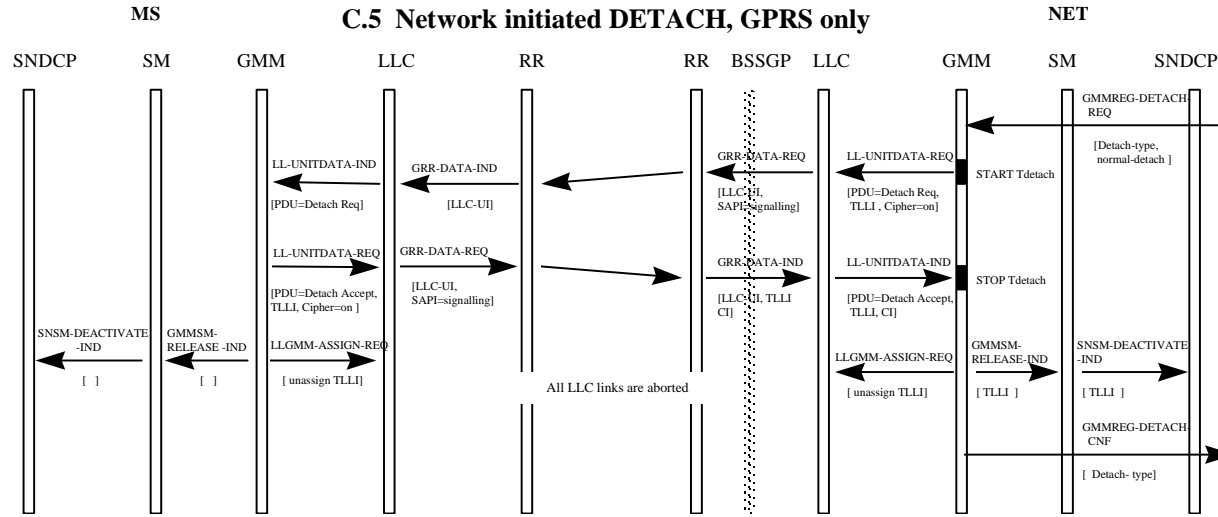 MS
C.5 Network initiated DETACH, GPRS only
NET
SNDCP SM GMM LLC RR RR BSSGP LLC GMM SM SNDCP
GMMREG-DETACH-
REQ
[Detach-type,
normal-detach ]
LL-UNITDATA-IND
[PDU=Detach Req]
GRR-DATA-IND
[LLC-UI]
GRR-DATA-REQ
[LLC-UI,
SAPI=signalling]
LL-UNITDATA-REQ
[PDU=Detach Req,
TLLI , Cipher=on]
START Tdetach
LL-UNITDATA-REQ
[PDU=Detach Accept,
TLLI, Cipher=on ]
GRR-DATA-REQ
[LLC-UI,
SAPI=signalling]
GRR-DATA-IND
[LLC-UI, TLLI
CI]
LL-UNITDATA-IND
[PDU=Detach Accept,
TLLI, CI]
STOP Tdetach
SNSM-DEACTIVATE
-IND
[ ]
GMMSM-
RELEASE -IND
[ ]
LLGMM-ASSIGN-REQ
[ unassign TLLI]
All LLC links are aborted
LLGMM-ASSIGN-REQ
[ unassign TLLI]
GMMSM-
RELEASE-IND
[ TLLI ]
SNSM-DEACTIVATE
-IND
[ TLLI ]
GMMREG-DETACH-
CNF
[ Detach- type]